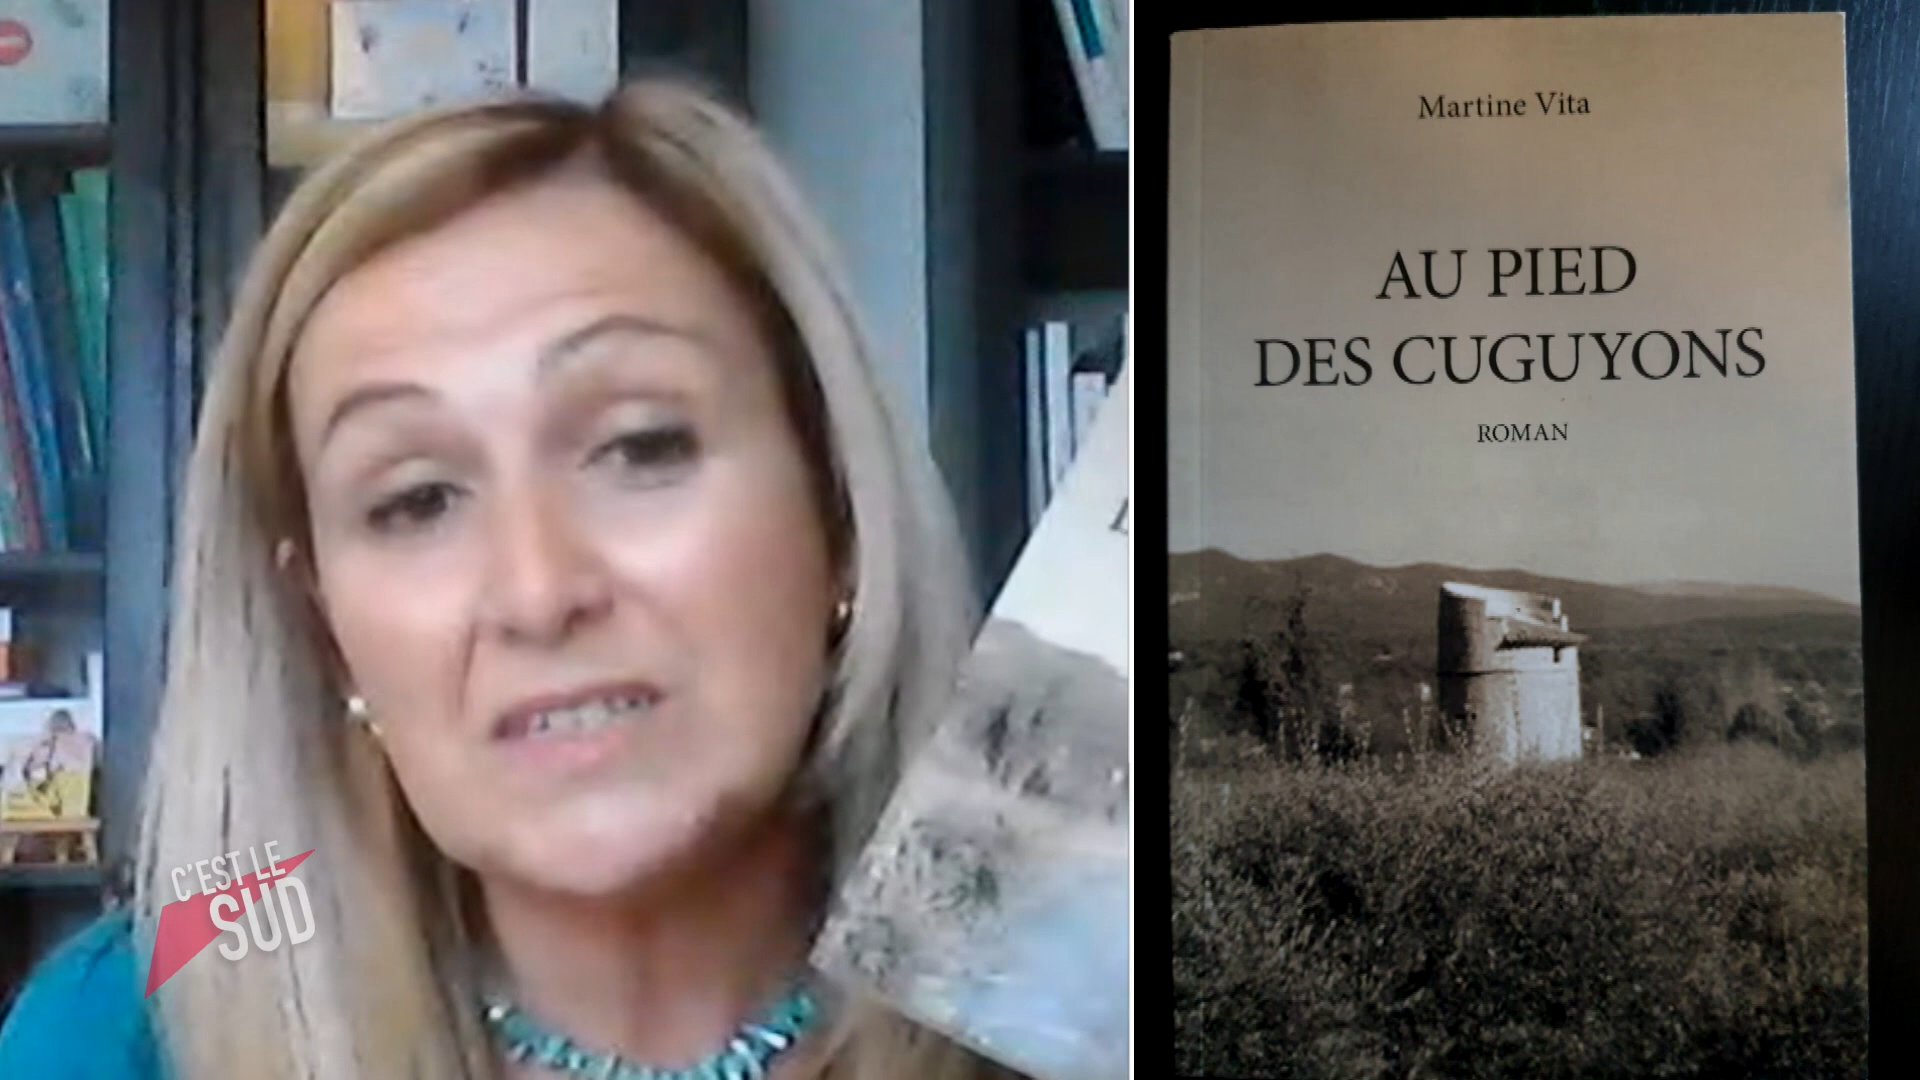 C'EST LE
SUD
Martine Vita
AU PIED
DES CUGUYONS
ROMAN